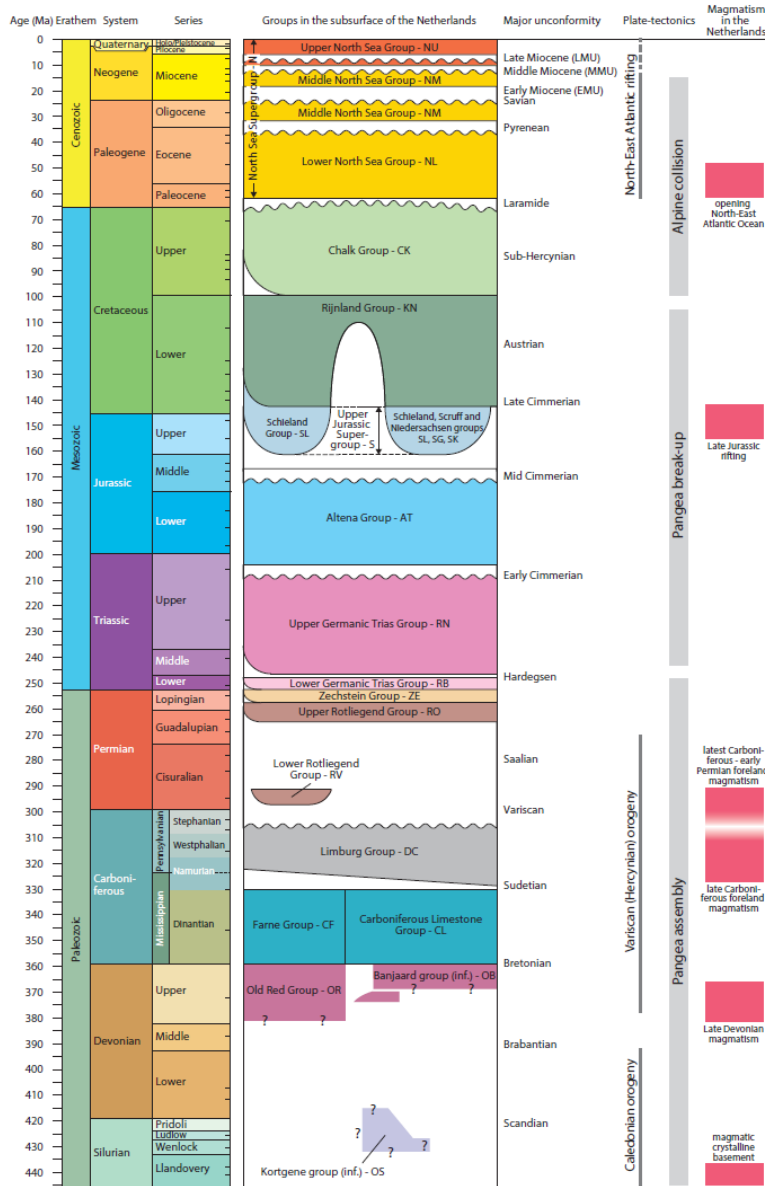 Age (Ma) Erathem System Series Groups in the subsurface of the Netherlands Major unconformity Plate-tectonics
Magmatism
in the
Netherlands
0
10
20
30
40
50
60
70
80
90
100
110
120
130
140
150
160
170
180
190
200
210
220
230
240
250
260
270
280
290
300
310
320
330
340
350
360
370
380
390
400
410
420
430
440
Cenozoic
Mesozoic
Paleozoic
Quaternary
Neogene
Paleogene
Cretaceous
Jurassic
Triassic
Permian
Carboni-
ferous
Devonian
Silurian
Holo/Pleistocene
Pliocene
Miocene
Oligocene
Eocene
Paleocene
Upper
Lower
Upper
Middle
Lower
Upper
Middle
Lower
Lopingian
Guadalupian
Cisuralian
Pennsylvanian
Mississippian
Stephanian
Westphalian
Namurian
Dinantian
Upper
Middle
Lower
Pridoli
Ludlow
Wenlock
Llandovery
North Sea Supergroup - N
Upper North Sea Group - NU
Middle North Sea Group - NM
Middle North Sea Group - NM
Lower North Sea Group - NL
Chalk Group - CK
Rijnland Group - KN
Schieland
Group - SL
Upper
Jurassic
Super-
group - S
Schieland, Scruff and
Niedersachsen groups
SL, SG, SK
Altena Group - AT
Upper Germanic Trias Group - RN
Lower Germanic Trias Group - RB
Zechstein Group - ZE
Upper Rotliegend Group - RO
Lower Rotliegend
Group - RV
Limburg Group - DC
Farne Group - CF
Carboniferous Limestone
Group - CL
Old Red Group - OR
? ?
Banjaard group (inf.) - OB
? ?
?
?
?
?
Kortgene group (inf.) - OS
Late Miocene (LMU)
Middle Miocene (MMU)
Early Miocene (EMU)
Savian
Pyrenean
Laramide
Sub-Hercynian
Austrian
Late Cimmerian
Mid Cimmerian
Early Cimmerian
Hardegsen
Saalian
Variscan
Sudetian
Bretonian
Brabantian
Scandian
North-East Atlantic rifting
Variscan (Hercynian) orogeny
Caledonian orogeny
Alpine collision
Pangea break-up
Pangea assembly
opening
North-East
Atlantic Ocean
Late Jurassic
rifting
latest Carboni-
ferous - early
Permian foreland
magmatism
late Carboni-
ferous foreland
magmatism
Late Devonian
magmatism
magmatic
crystalline
basement